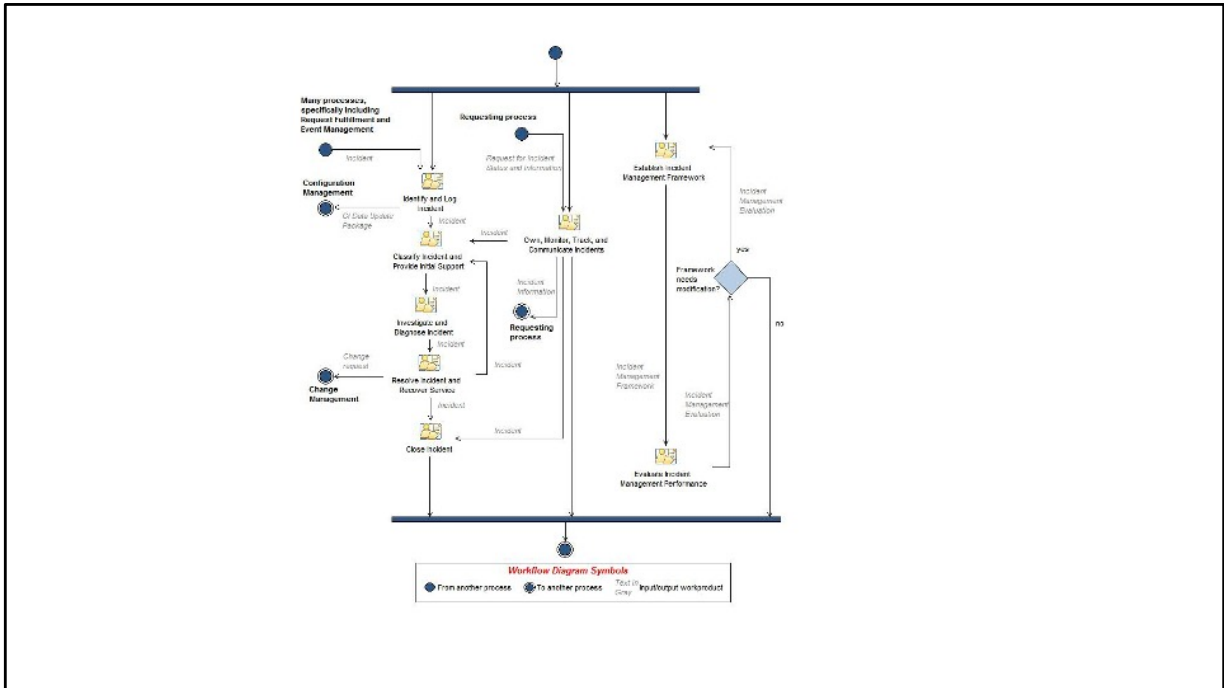 Many processes,
specifically including
Request Fulfillment and
Event Management
Incident
Requesting process
Request for Incident
Status and Information
Configuration
Management
CI Data Update
Package
Identify and Log
Incident
Incident
Classify Incident and
Provide Initial Support
Incident
Own, Monitor, Track, and
Communicate Incidents
Establish Incident
Management Framework
Incident
Management
Evaluation
yes
Framework
needs
modification?
no
Incident
Investigate and
Diagnose Incident
Incident
Incident
Information
Requesting
process
Change
request
Change
Management
Resolve Incident and
Recover Service
Incident
Incident
Incident
Management
Framework
Incident
Management
Evaluation
Close Incident
Incident
Evaluate Incident
Management Performance
Workflow Diagram Symbols
From another process
To another process
Text in
Gray
Input/output workproduct